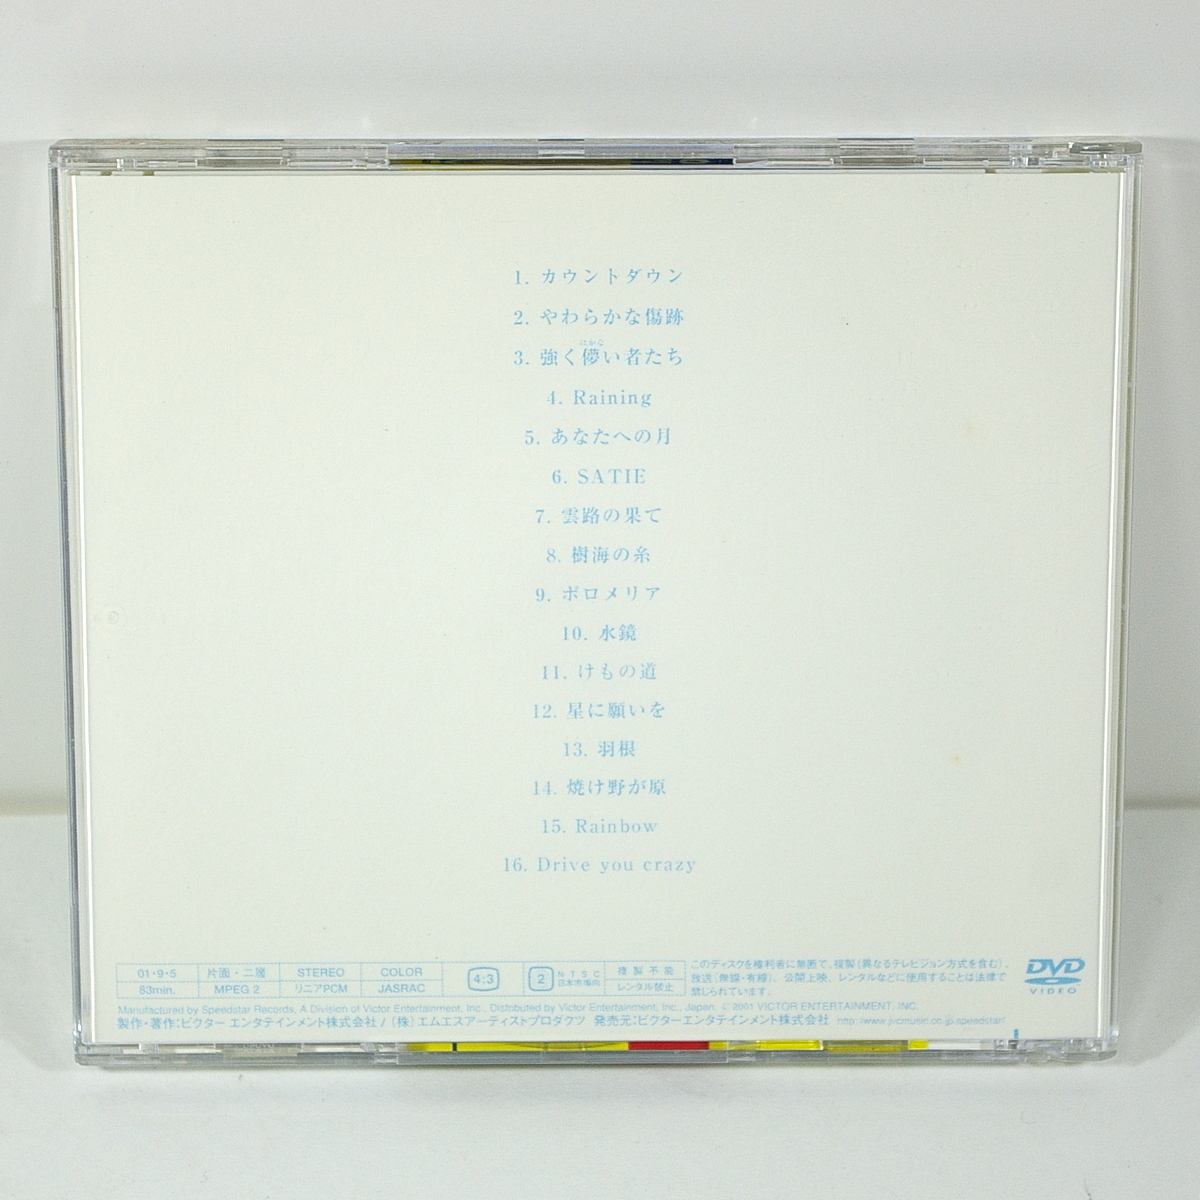 1. カウントダウン
2. やわらかな傷跡
はかな
3. 強く儚い者たち
4. Raining
5. あなたへの月
6. SATIE
7. 雲路の果て
8. 樹海の糸
9. ポロメリア
10. 水鏡
11. けもの道
12. 星に願いを
13. 羽根
14. 焼け野が原
15. Rainbow
16. Drive you crazy
01・9・5 片面・二層 STEREO COLOR
83min. MPEG 2 リニアPCM JASRAC
4:3
2 NTSC 日本市場向
複製不能
レンタル禁止
このディスクを権利者に無断で、複製(異なるテレビジョン方式を含む)、
放送(無線・有線)、公開上映、レンタルなどに使用することは法律で
禁じられています。
DVD
VIDEO
Manufactured by Speedstar Records, A Division of Victor Entertainment, Inc., Distributed by Victor Entertainment, Inc., Japan. © 2001 VICTOR ENTERTAINMENT, INC.
製作・著作:ビクター エンタテインメント株式会社 / (株)エムエスアーティストプロダクツ 発売元:ビクターエンタテインメント株式会社 http://www.jvcmusic.co.jp/speedstar/